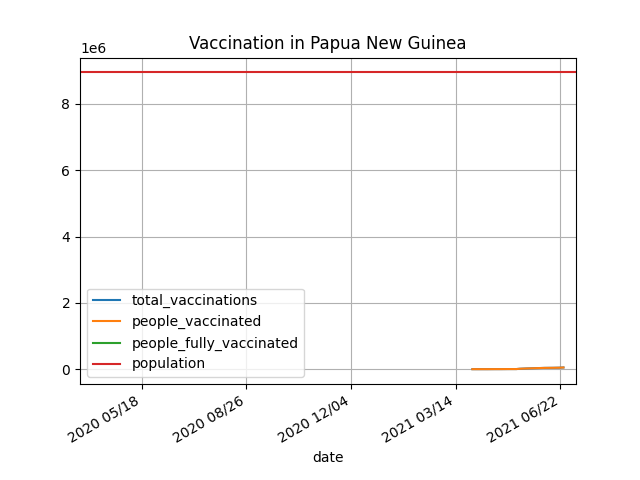 Vaccination in Papua New Guinea
1e6
8
6
4
2
0
total_vaccinations
people_vaccinated
people_fully_vaccinated
population
2020 05/18
2020 08/26
2020 12/04
2021 03/14
2021 06/22
date